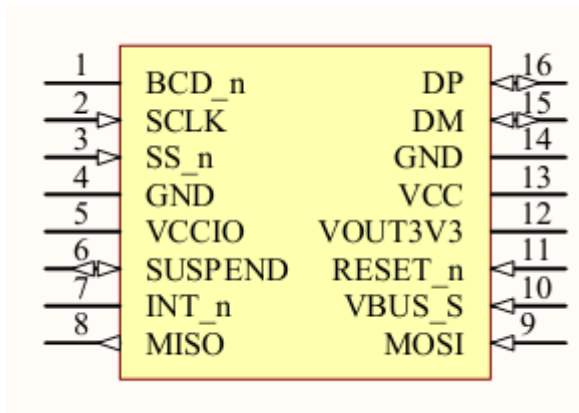 1 BCD_n DP 16
2 SCLK DM 15
3 SS_n GND 14
4 GND VCC 13
5 VCCIO VOUT3V3 12
6 SUSPEND RESET_n 11
7 INT_n VBUS_S 10
8 MISO MOSI 9